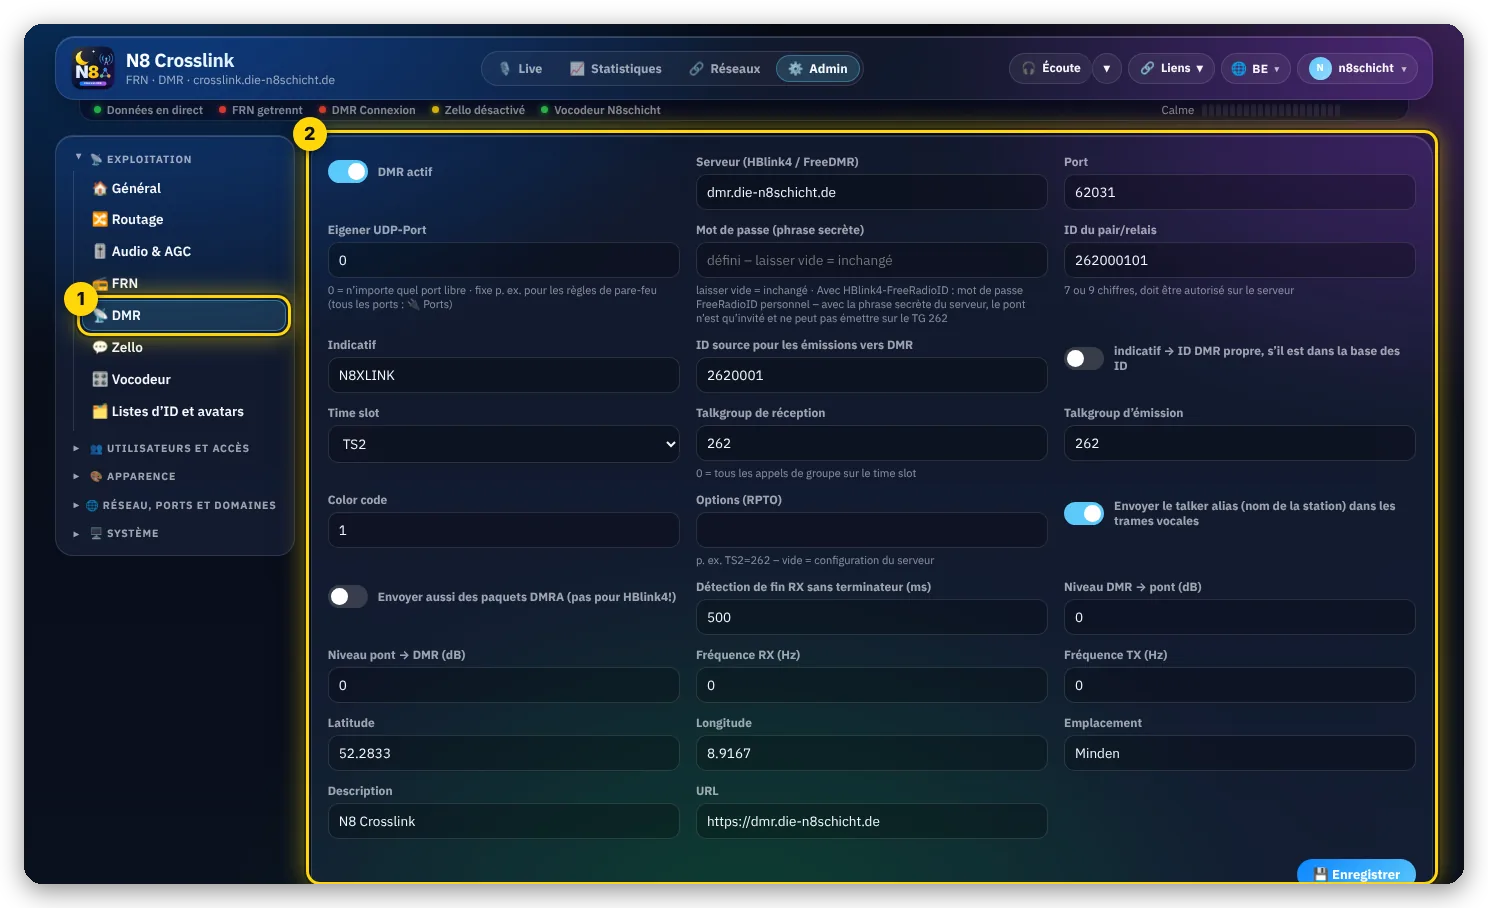 N8 Crosslink
FRN · DMR · crosslink.die-n8schicht.de
Live
Statistiques
Réseaux
Admin
Écoute
Liens
BE
N
n8schicht
N8
Données en direct
FRN getrennt
DMR Connexion
Zello désactivé
Vocodeur N8schicht
Calme
1
EXPLOITATION
Général
Routage
Audio & AGC
FRN
DMR
Zello
Vocodeur
Listes d’ID et avatars
UTILISATEURS ET ACCÈS
APPARENCE
RÉSEAU, PORTS ET DOMAINES
SYSTÈME
2
DMR actif
Serveur (HBlink4 / FreeDMR)
dmr.die-n8schicht.de
Port
62031
Eigener UDP-Port
0
0 = n’importe quel port libre · fixe p. ex. pour les règles de pare-feu
(tous les ports : 🔌 Ports)
Mot de passe (phrase secrète)
défini – laisser vide = inchangé
laisser vide = inchangé · Avec HBlink4-FreeRadioID : mot de passe
FreeRadioID personnel – avec la phrase secrète du serveur, le pont
n’est qu’invité et ne peut pas émettre sur le TG 262
ID du pair/relais
262000101
7 ou 9 chiffres, doit être autorisé sur le serveur
Indicatif
N8XLINK
ID source pour les émissions vers DMR
2620001
indicatif → ID DMR propre, s’il est dans la base des
ID
Time slot
TS2
Talkgroup de réception
262
0 = tous les appels de groupe sur le time slot
Talkgroup d’émission
262
Color code
1
Options (RPTO)
p. ex. TS2=262 – vide = configuration du serveur
Envoyer le talker alias (nom de la station) dans les
trames vocales
Envoyer aussi des paquets DMRA (pas pour HBlink4!)
Détection de fin RX sans terminateur (ms)
500
Niveau DMR → pont (dB)
0
Niveau pont → DMR (dB)
0
Fréquence RX (Hz)
0
Fréquence TX (Hz)
0
Latitude
52.2833
Longitude
8.9167
Emplacement
Minden
Description
N8 Crosslink
URL
https://dmr.die-n8schicht.de
Enregistrer